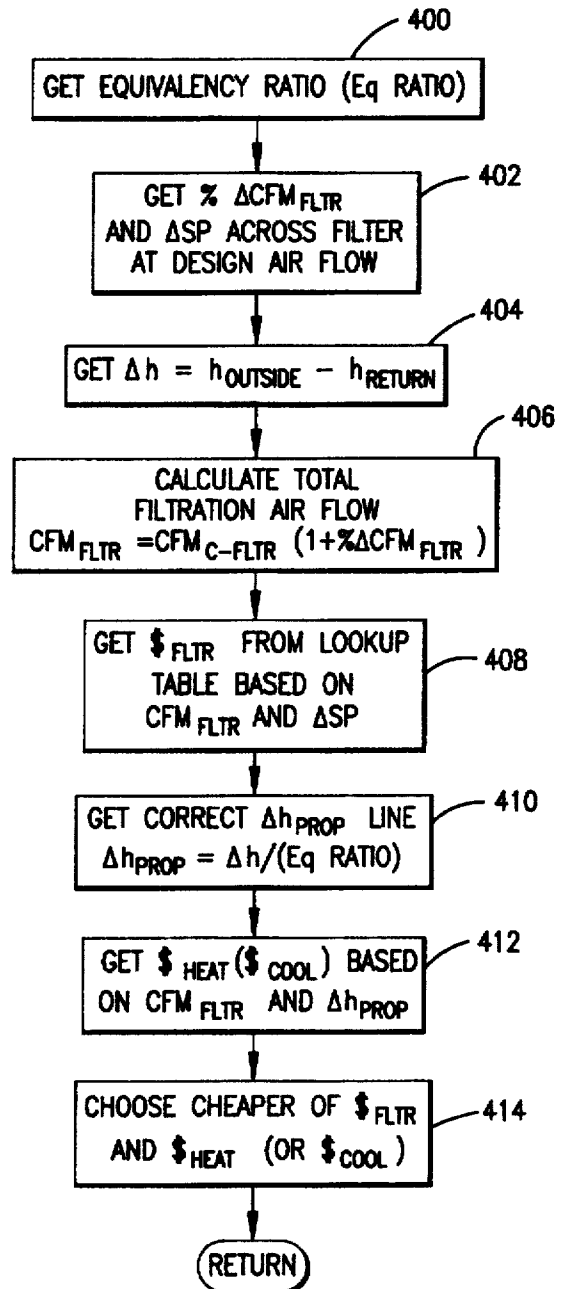 400
GET EQUIVALENCY RATIO (Eq RATIO)
402
GET % ΔCFM FLTR
AND ΔSP ACROSS FILTER
AT DESIGN AIR FLOW
404
GET Δh = h OUTSIDE - h RETURN
406
CALCULATE TOTAL
FILTRATION AIR FLOW
CFM FLTR =CFM C-FLTR (1+%ΔCFM FLTR )
408
GET $ FLTR FROM LOOKUP
TABLE BASED ON
CFM FLTR AND ΔSP
410
GET CORRECT Δh PROP LINE
Δh PROP = Δh/(Eq RATIO)
412
GET $ HEAT ($ COOL ) BASED
ON CFM FLTR AND Δh PROP
414
CHOOSE CHEAPER OF $ FLTR
AND $ HEAT (OR $ COOL )
RETURN